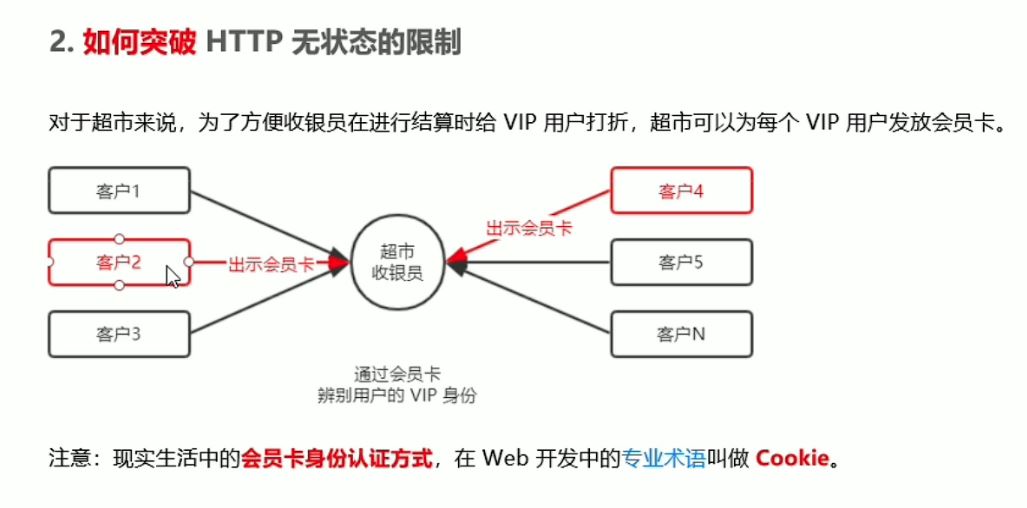 2. 如何突破 HTTP 无状态的限制
对于超市来说，为了方便收银员在进行结算时给 VIP 用户打折，超市可以为每个 VIP 用户发放会员卡。
客户1
客户4
出示会员卡
超市
收银员
客户2
出示会员卡
客户5
客户3
客户N
通过会员卡
辨别用户的 VIP 身份
注意：现实生活中的会员卡身份认证方式，在 Web 开发中的专业术语叫做 Cookie。